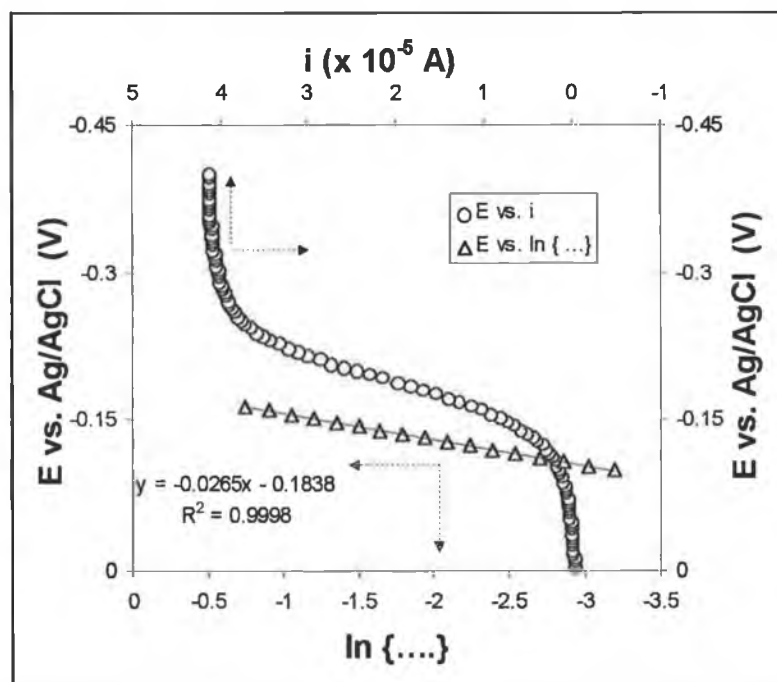 i (x 10⁻⁵ A)
5 4 3 2 1 0 -1
-0.45 -0.45
E vs. i
E vs. ln { ...}
-0.3 -0.3
E vs. Ag/AgCl (V)
E vs. Ag/AgCl (V)
-0.15 -0.15
y = -0.0265x - 0.1838
R² = 0.9998
0 0
0 -0.5 -1 -1.5 -2 -2.5 -3 -3.5
ln {....}